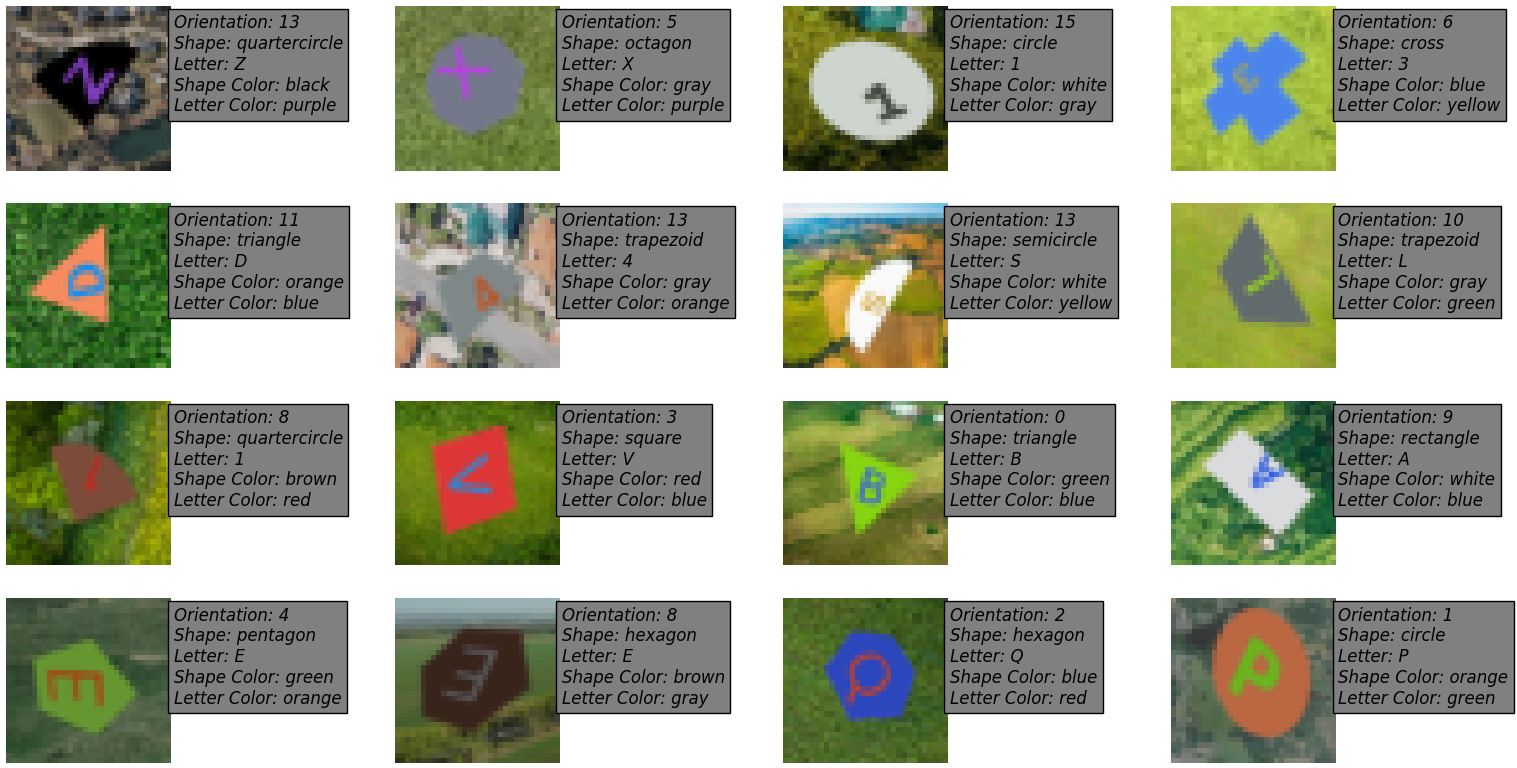 Orientation: 13
Shape: quartercircle
Letter: Z
Shape Color: black
Letter Color: purple
Z
Orientation: 5
Shape: octagon
Letter: X
Shape Color: gray
Letter Color: purple
X
Orientation: 15
Shape: circle
Letter: 1
Shape Color: white
Letter Color: gray
1
Orientation: 6
Shape: cross
Letter: 3
Shape Color: blue
Letter Color: yellow
3
Orientation: 11
Shape: triangle
Letter: D
Shape Color: orange
Letter Color: blue
D
Orientation: 13
Shape: trapezoid
Letter: 4
Shape Color: gray
Letter Color: orange
4
Orientation: 13
Shape: semicircle
Letter: S
Shape Color: white
Letter Color: yellow
S
Orientation: 10
Shape: trapezoid
Letter: L
Shape Color: gray
Letter Color: green
L
Orientation: 8
Shape: quartercircle
Letter: 1
Shape Color: brown
Letter Color: red
1
Orientation: 3
Shape: square
Letter: V
Shape Color: red
Letter Color: blue
V
Orientation: 0
Shape: triangle
Letter: B
Shape Color: green
Letter Color: blue
B
Orientation: 9
Shape: rectangle
Letter: A
Shape Color: white
Letter Color: blue
A
Orientation: 4
Shape: pentagon
Letter: E
Shape Color: green
Letter Color: orange
E
Orientation: 8
Shape: hexagon
Letter: E
Shape Color: brown
Letter Color: gray
E
Orientation: 2
Shape: hexagon
Letter: Q
Shape Color: blue
Letter Color: red
Q
Orientation: 1
Shape: circle
Letter: P
Shape Color: orange
Letter Color: green
P